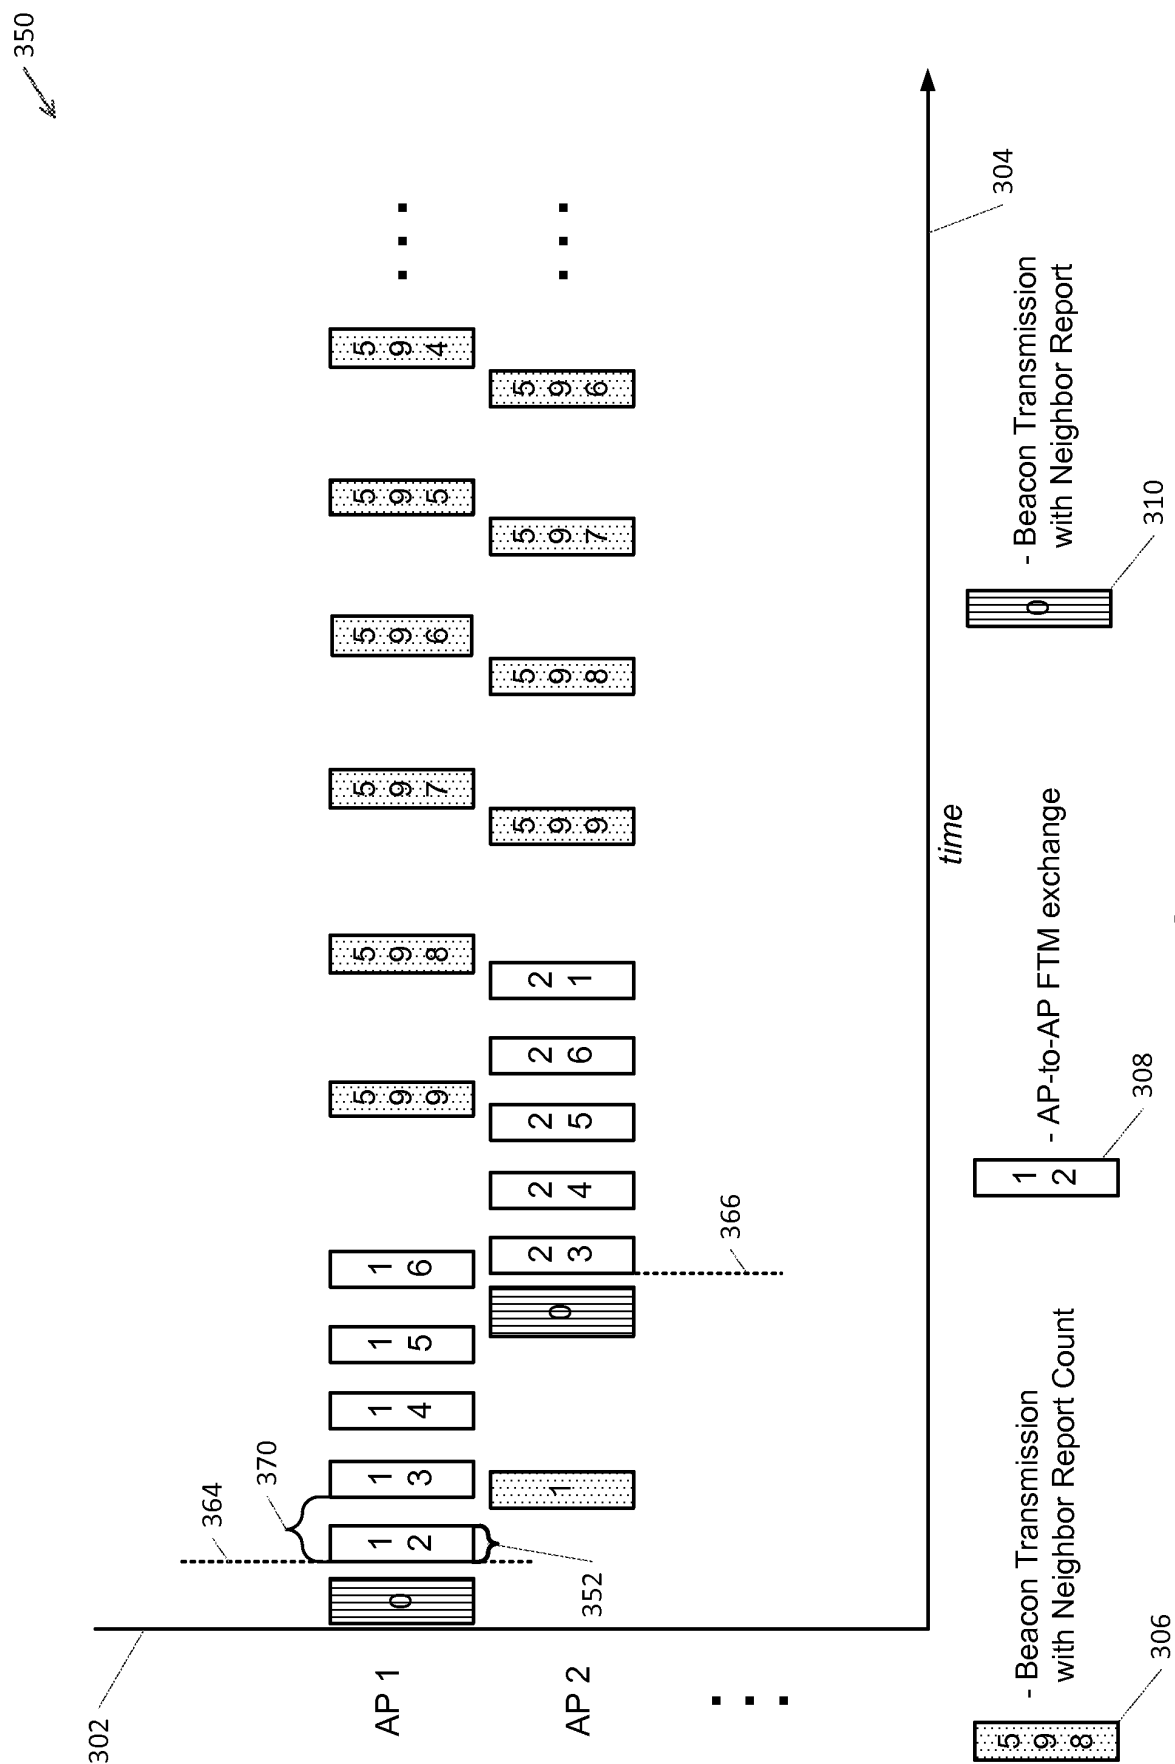 350
302
364
370
AP 1
0
1 2
1 3
1 4
1 5
1 6
5 9 9
5 9 8
5 9 7
5 9 6
5 9 5
5 9 4
352
AP 2
1
0
2 3
2 4
2 5
2 6
2 1
5 9 9
5 9 8
5 9 7
5 9 6
366
time
304
5 9 8
- Beacon Transmission
with Neighbor Report Count
306
1 2
- AP-to-AP FTM exchange
308
0
- Beacon Transmission
with Neighbor Report
310